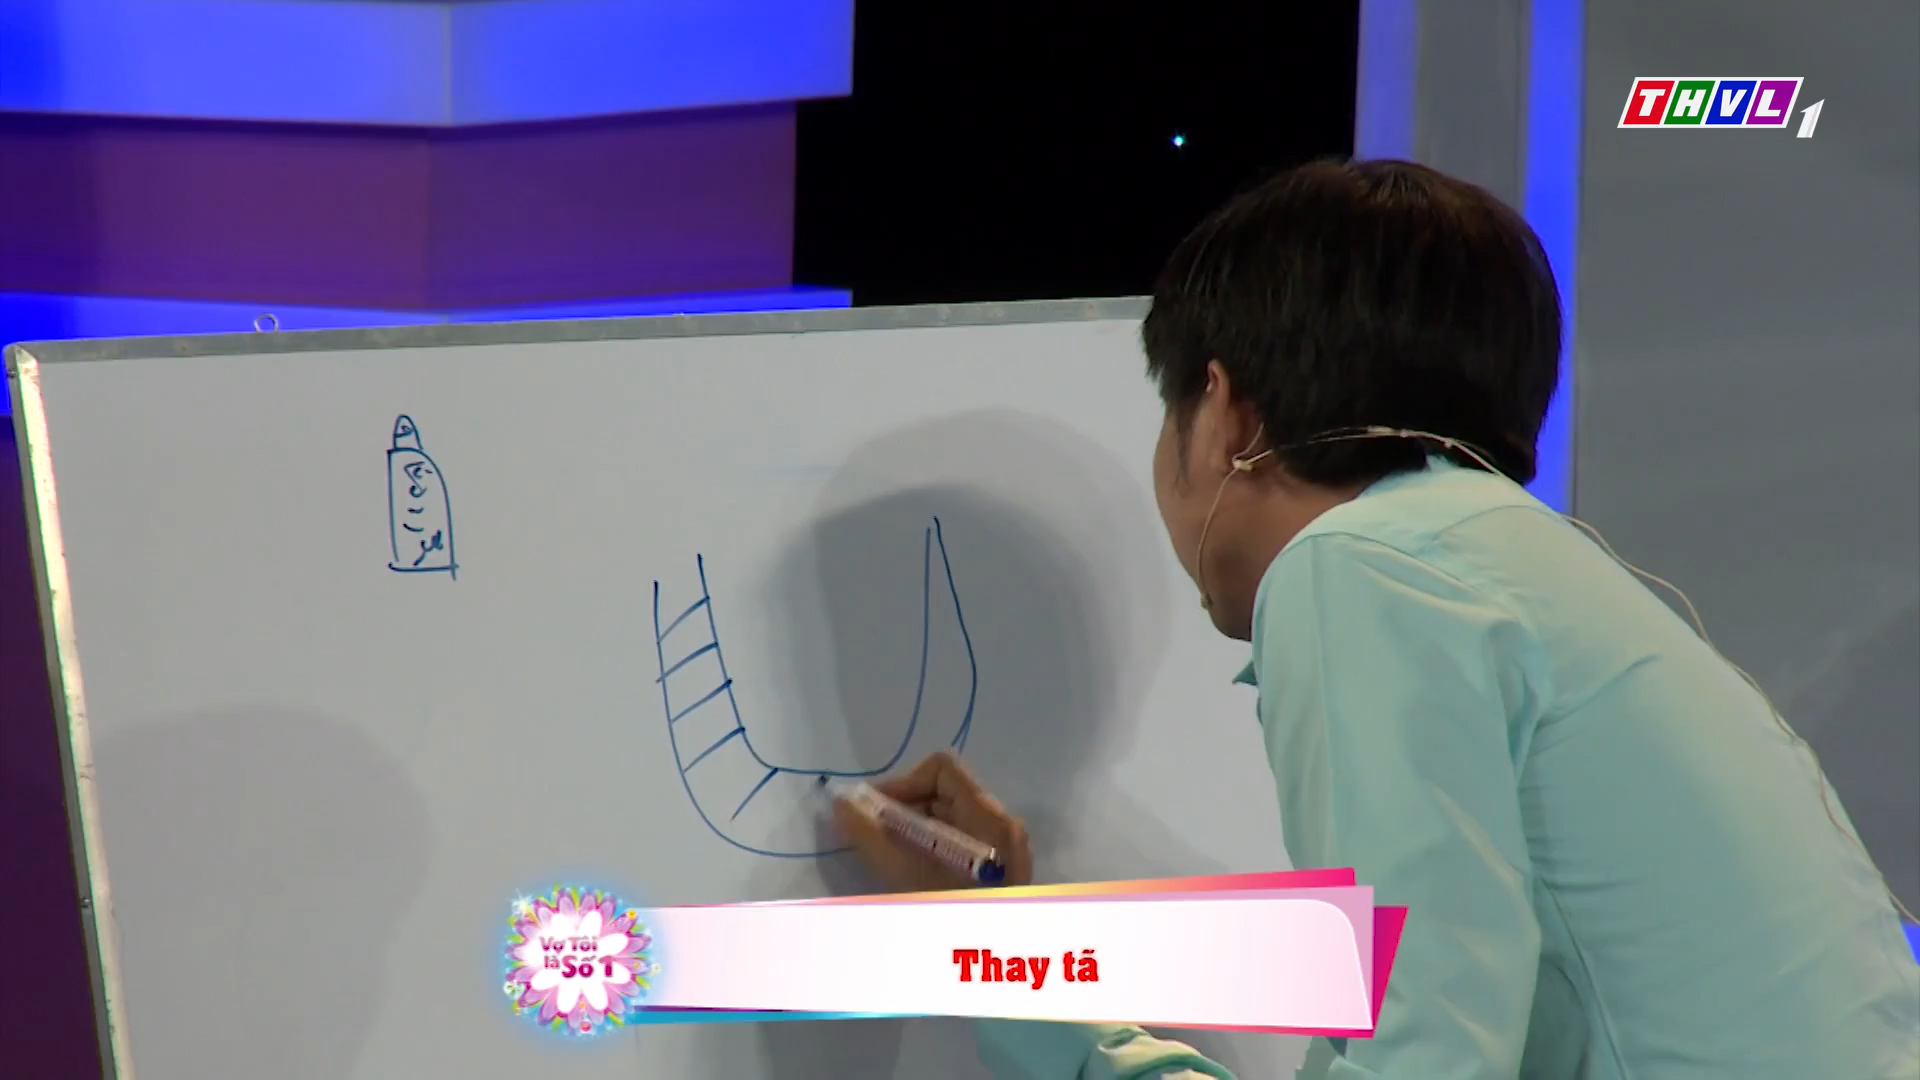 THVL1
Vợ Tôi
là Số 1
Thay tã